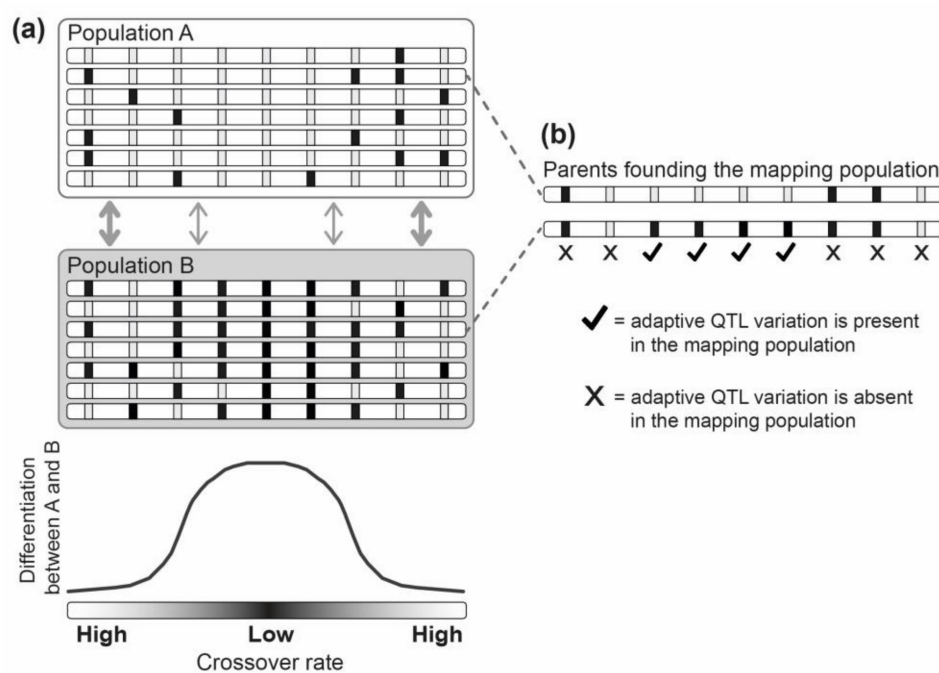 (a)
Population A
Population B
Differentiation
between A and B
High Low High
Crossover rate
(b)
Parents founding the mapping population
X X ✓ ✓ ✓ ✓ X X X
✓ = adaptive QTL variation is present
in the mapping population
X = adaptive QTL variation is absent
in the mapping population